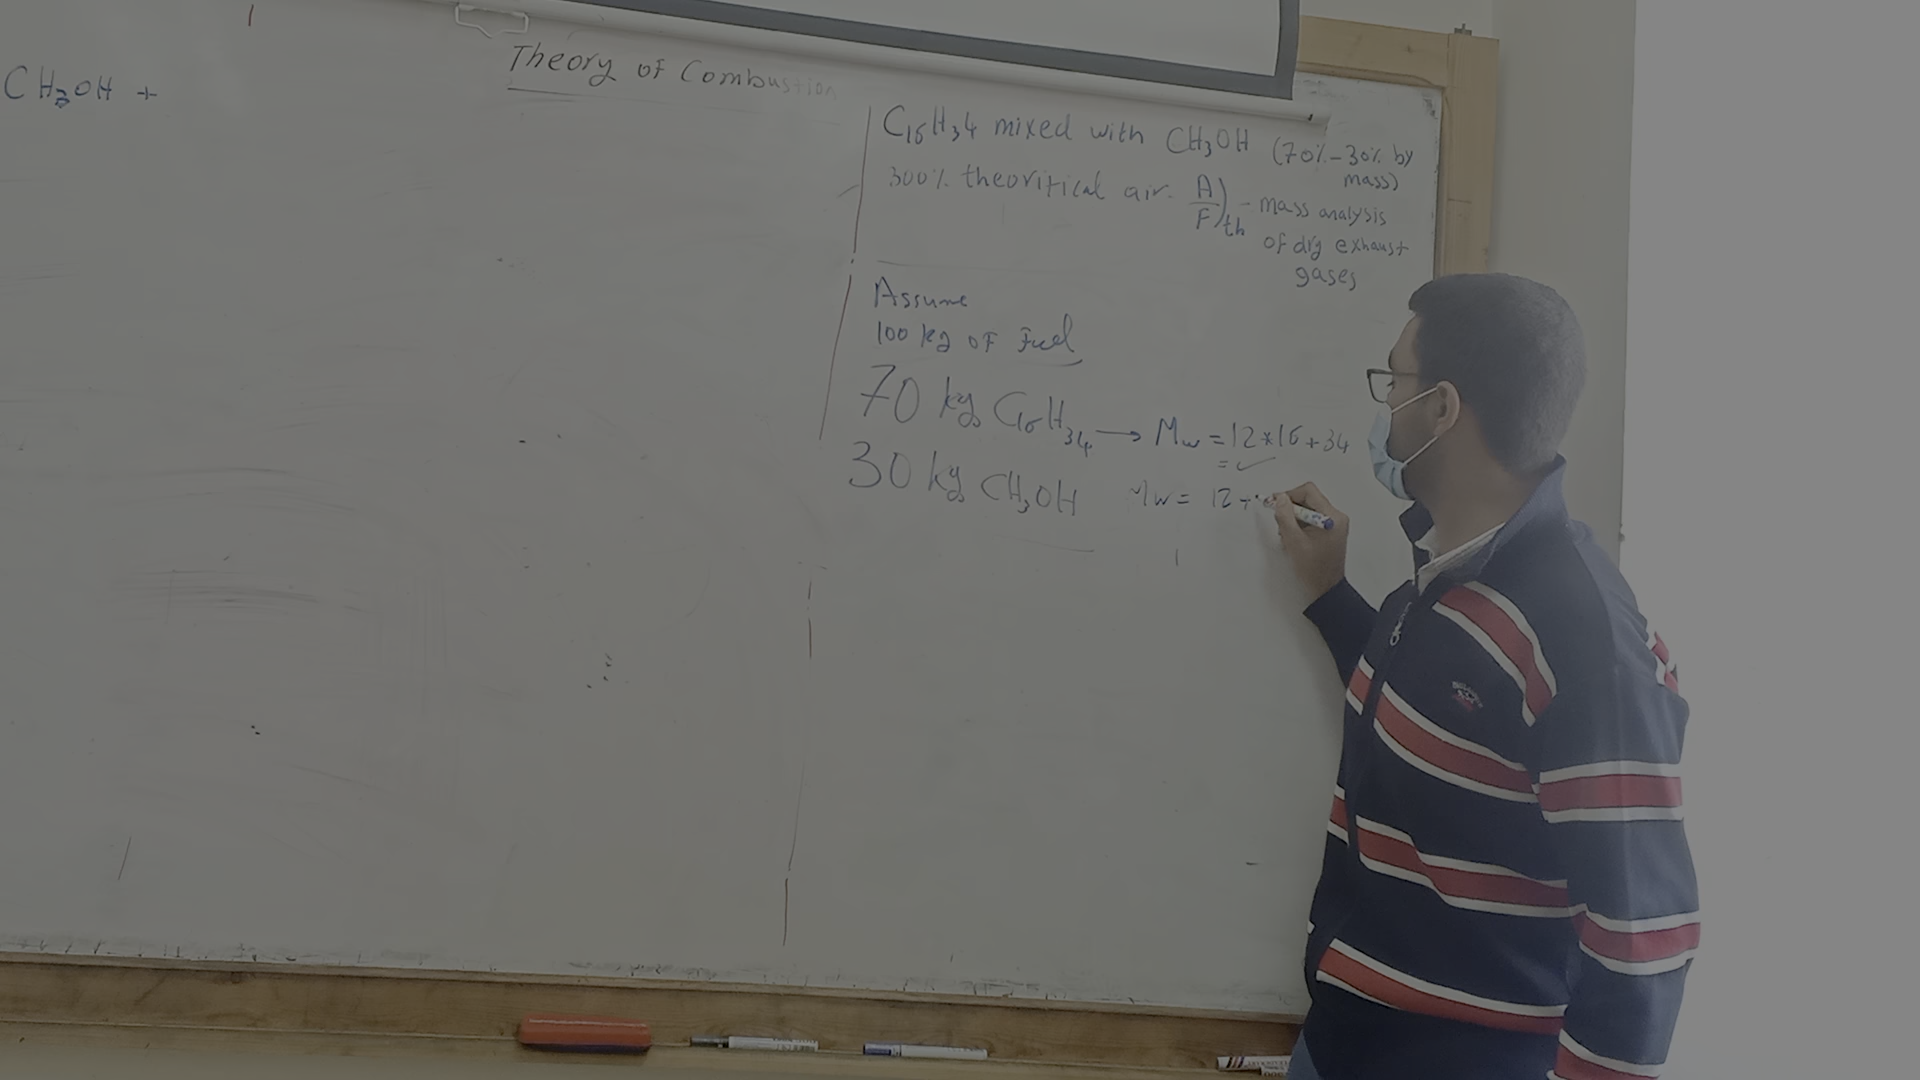 Theory of Combustion
CH3OH +
C16H34 mixed with CH3OH (70%-30% by mass)
300% theoritical air. A/F)th - mass analysis of dry exhaust gases
Assume
100 kg of Fuel
70 kg C16H34 → Mw = 12*16+34
=
30 kg CH3OH Mw = 12+